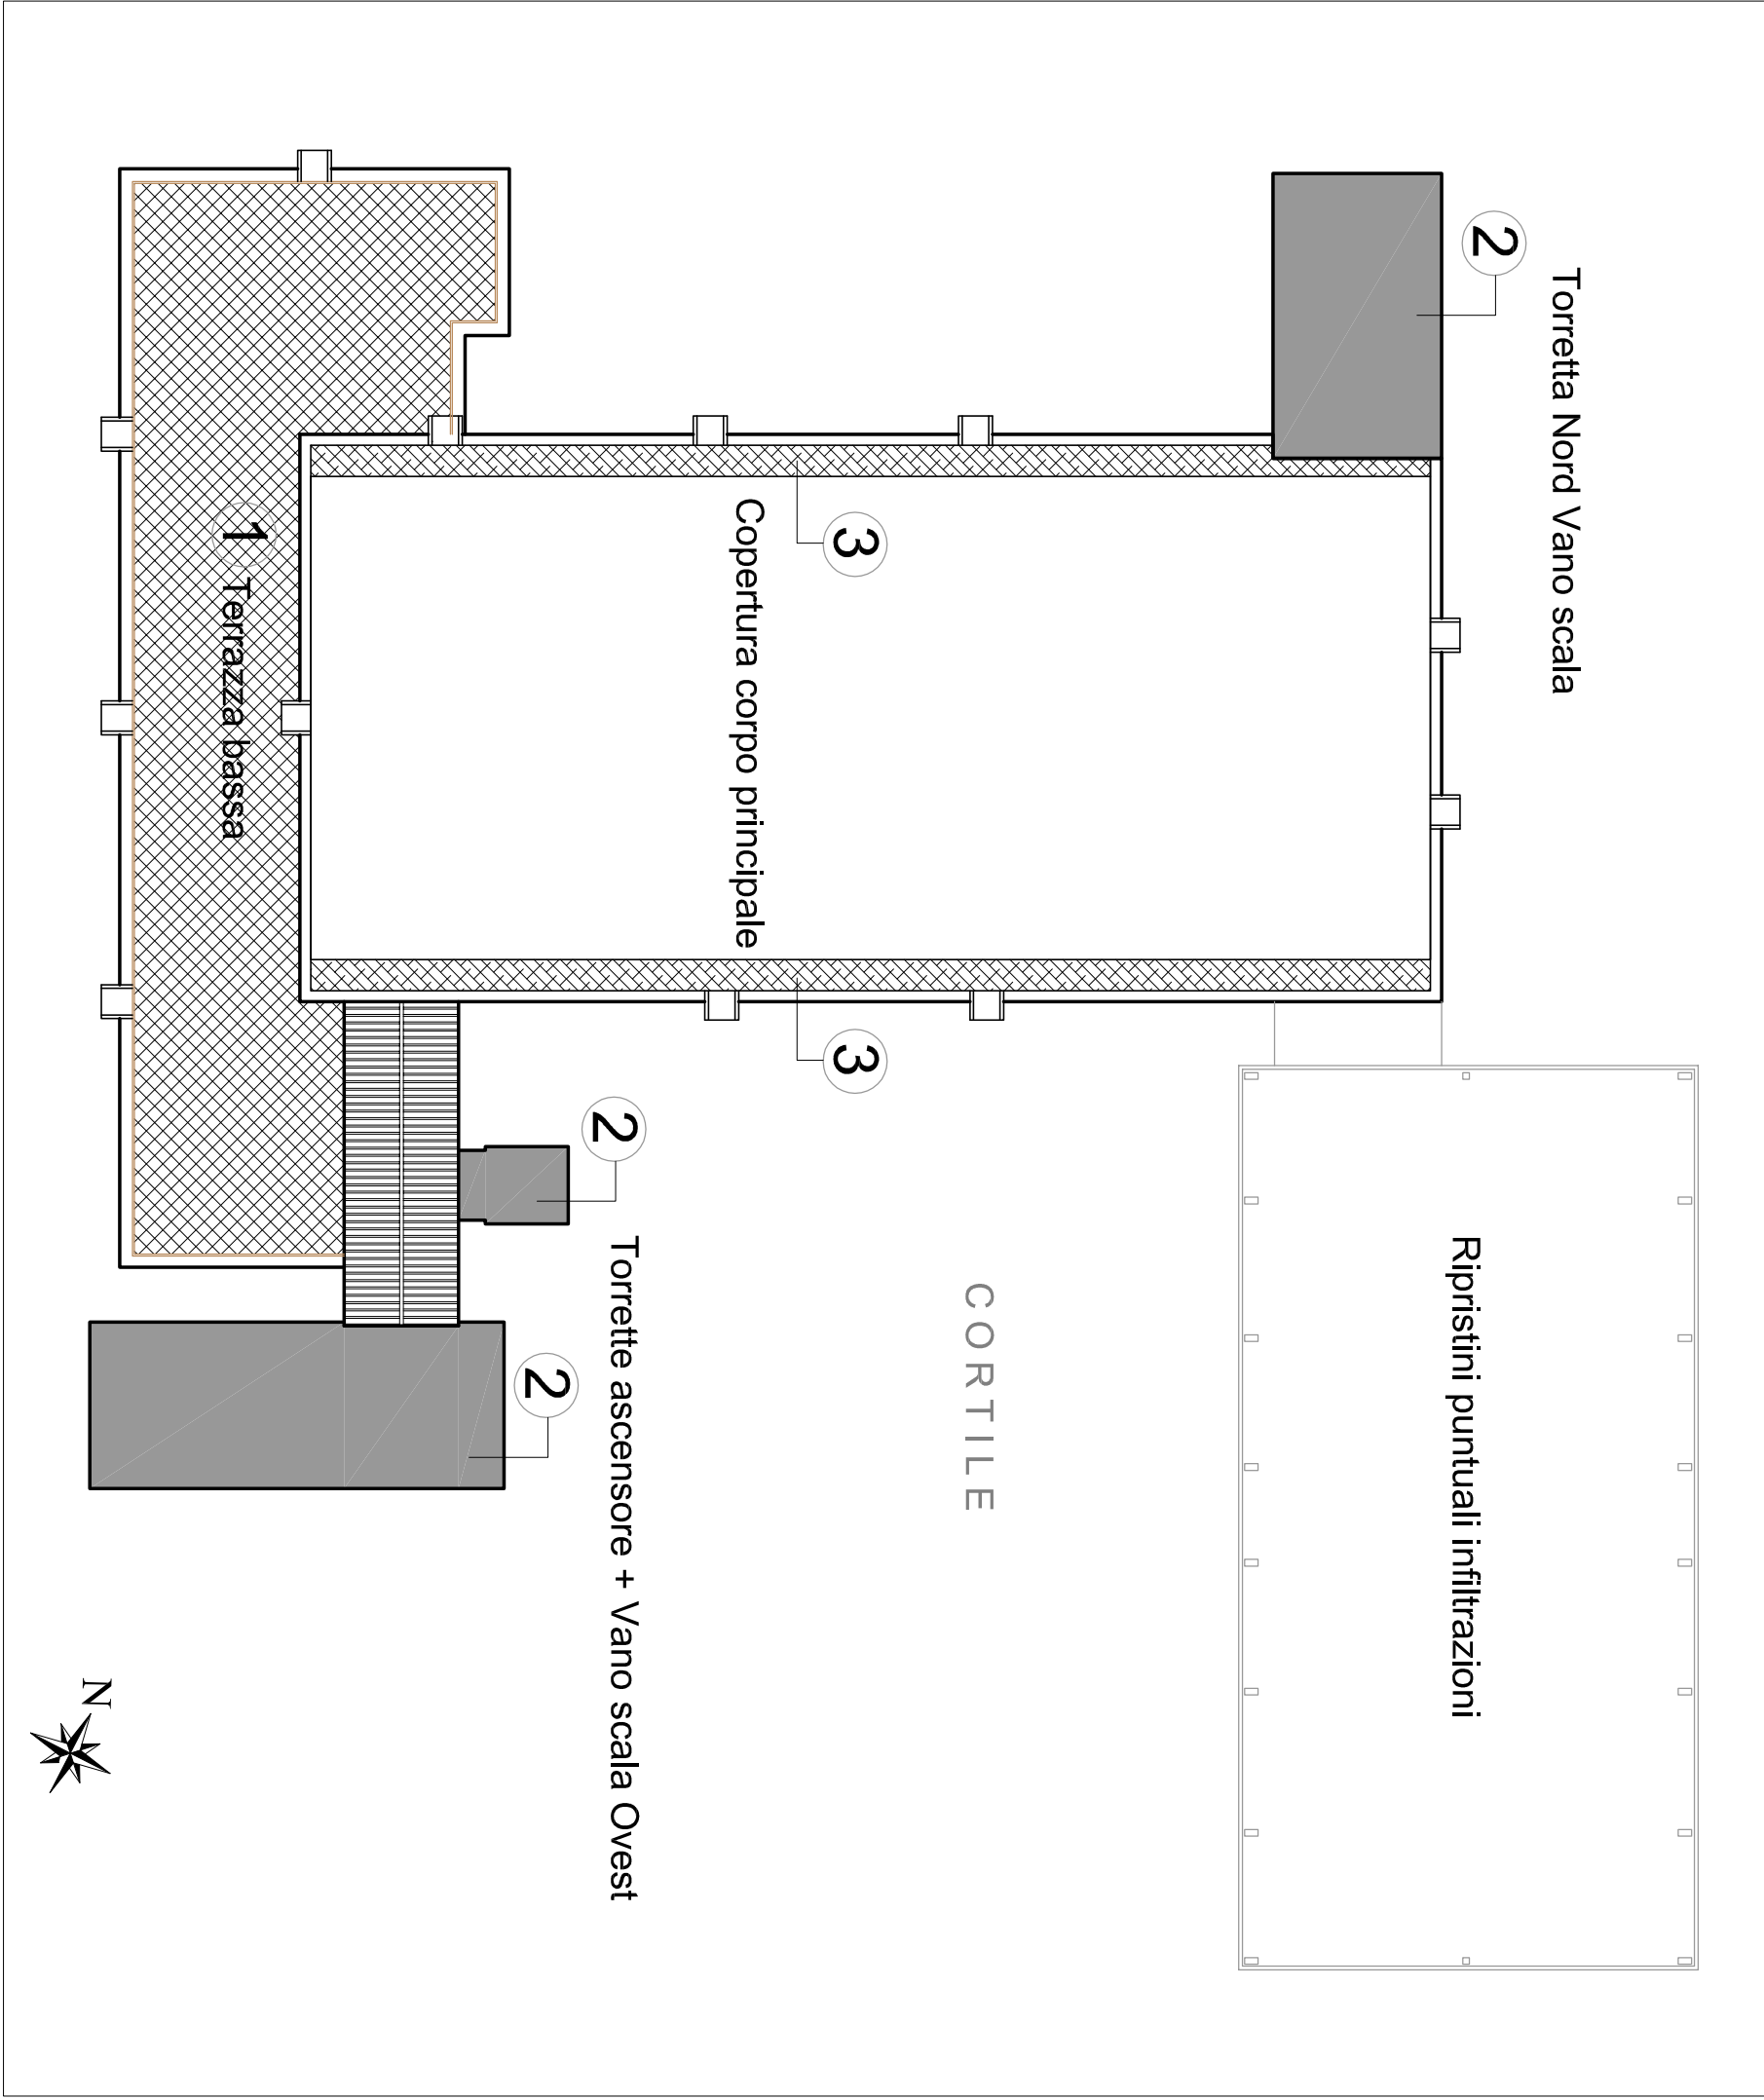 Torretta Nord Vano scala
2
Ripristini puntuali infiltrazioni
CORTILE
3
3
Copertura corpo principale
2
Torrette ascensore + Vano scala Ovest
2
1 Terrazza bassa
N